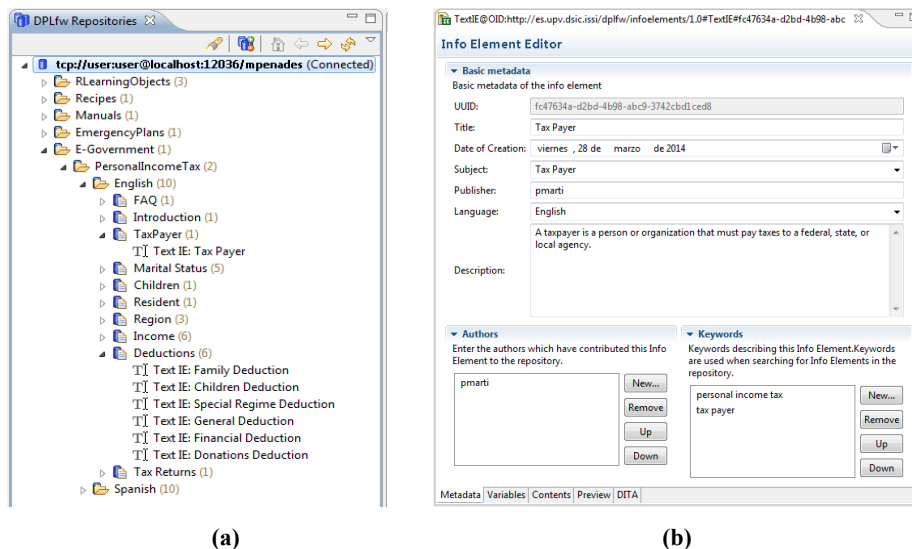 DPLfw Repositories
tcp://user:user@localhost:12036/mpenades (Connected)
RLearningObjects (3)
Recipes (1)
Manuals (1)
EmergencyPlans (1)
E-Government (1)
PersonalIncomeTax (2)
English (10)
FAQ (1)
Introduction (1)
TaxPayer (1)
Text IE: Tax Payer
Marital Status (5)
Children (1)
Resident (1)
Region (3)
Income (6)
Deductions (6)
Text IE: Family Deduction
Text IE: Children Deduction
Text IE: Special Regime Deduction
Text IE: General Deduction
Text IE: Financial Deduction
Text IE: Donations Deduction
Tax Returns (1)
Spanish (10)
(a)
TextIE@OID:http://es.upv.dsic.issi/dplfw/infoelements/1.0#TextIE#fc47634a-d2bd-4b98-abc
Info Element Editor
Basic metadata
Basic metadata of the info element
UUID: fc47634a-d2bd-4b98-abc9-3742cbd1ced8
Title: Tax Payer
Date of Creation: viernes , 28 de marzo de 2014
Subject: Tax Payer
Publisher: pmarti
Language: English
Description:
A taxpayer is a person or organization that must pay taxes to a federal, state, or
local agency.
Authors
Enter the authors which have contributed this Info
Element to the repository.
pmarti
New...
Remove
Up
Down
Keywords
Keywords describing this Info Element.Keywords
are used when searching for Info Elements in the
repository.
personal income tax
tax payer
New...
Remove
Up
Down
Metadata Variables Contents Preview DITA
(b)